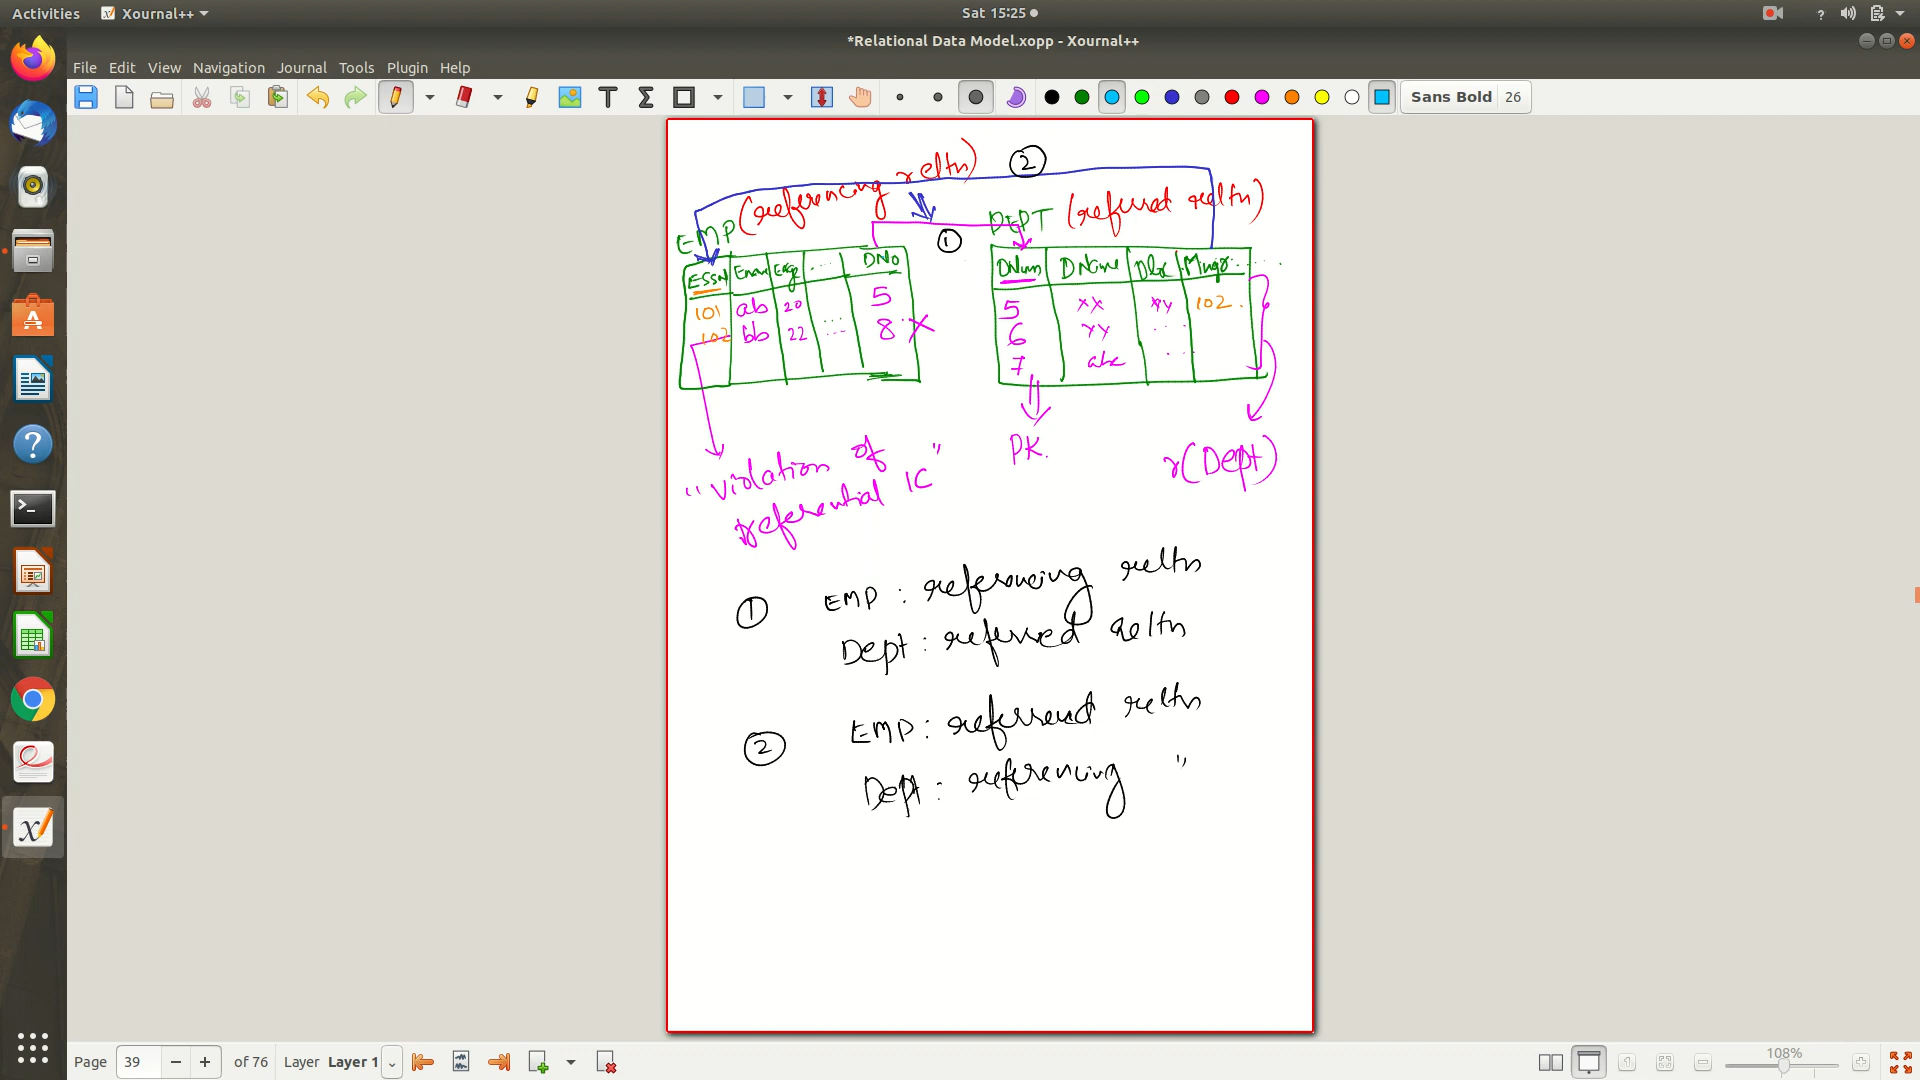 Activities Xournal++ Sat 15:25 ?
*Relational Data Model.xopp - Xournal++
File Edit View Navigation Journal Tools Plugin Help
Sans Bold 26
(referencing reltn) 2
EMP DEPT (referred reltn)
1
ESSN Enam Eage .... DNo
DNum DName Dloc Mngr .....
101 ab 20 5
102 bb 22 ... 8 X
5 xx xy 102
6 xy ....
7 abc ...
PK.
r(Dept)
"violation of
referential IC"
1 EMP : referencing reltn
Dept : referred reltn
2 EMP : referred reltn
Dept : referencing "
Page 39 − + of 76 Layer Layer 1 108%